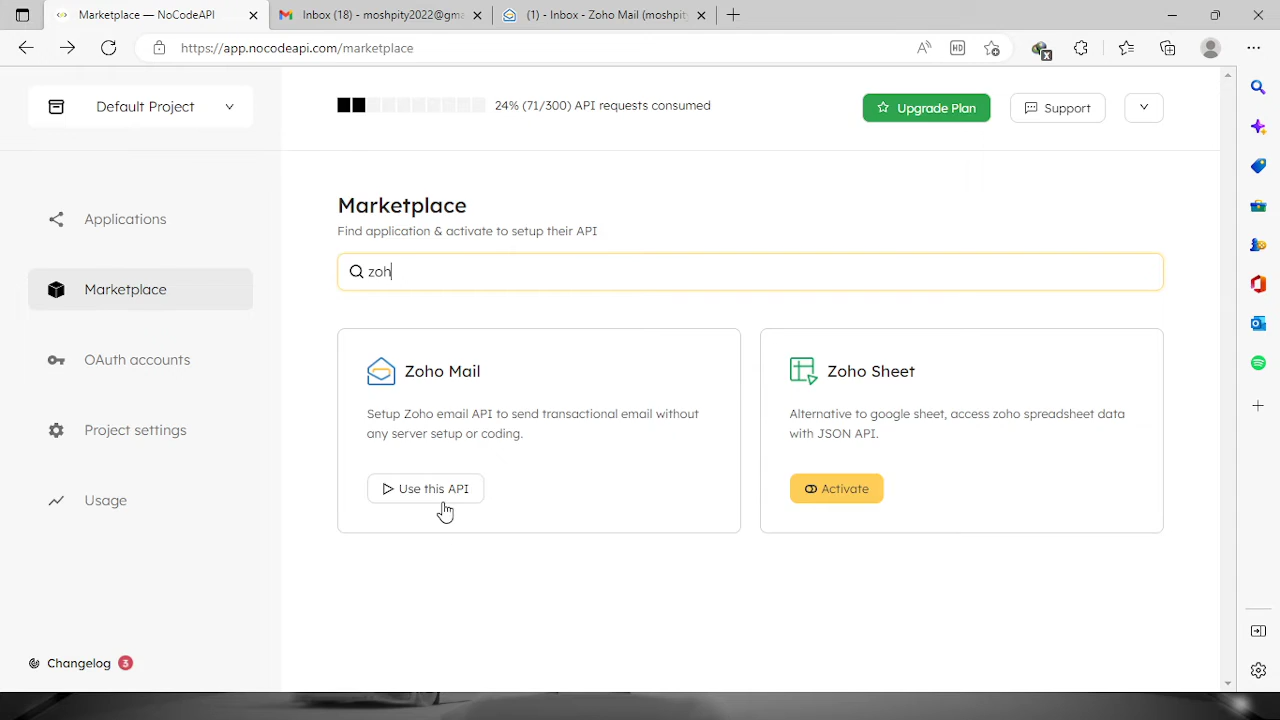 Marketplace — NoCodeAPI
Inbox (18) - moshpity2022@gma
(1) - Inbox - Zoho Mail (moshpity
https://app.nocodeapi.com/marketplace
HD
x
Default Project
24% (71/300) API requests consumed
Upgrade Plan
Support
Applications
Marketplace
OAuth accounts
Project settings
Usage
Changelog 3
Marketplace
Find application & activate to setup their API
zoh
Zoho Mail
Setup Zoho email API to send transactional email without
any server setup or coding.
Use this API
Zoho Sheet
Alternative to google sheet, access zoho spreadsheet data
with JSON API.
Activate